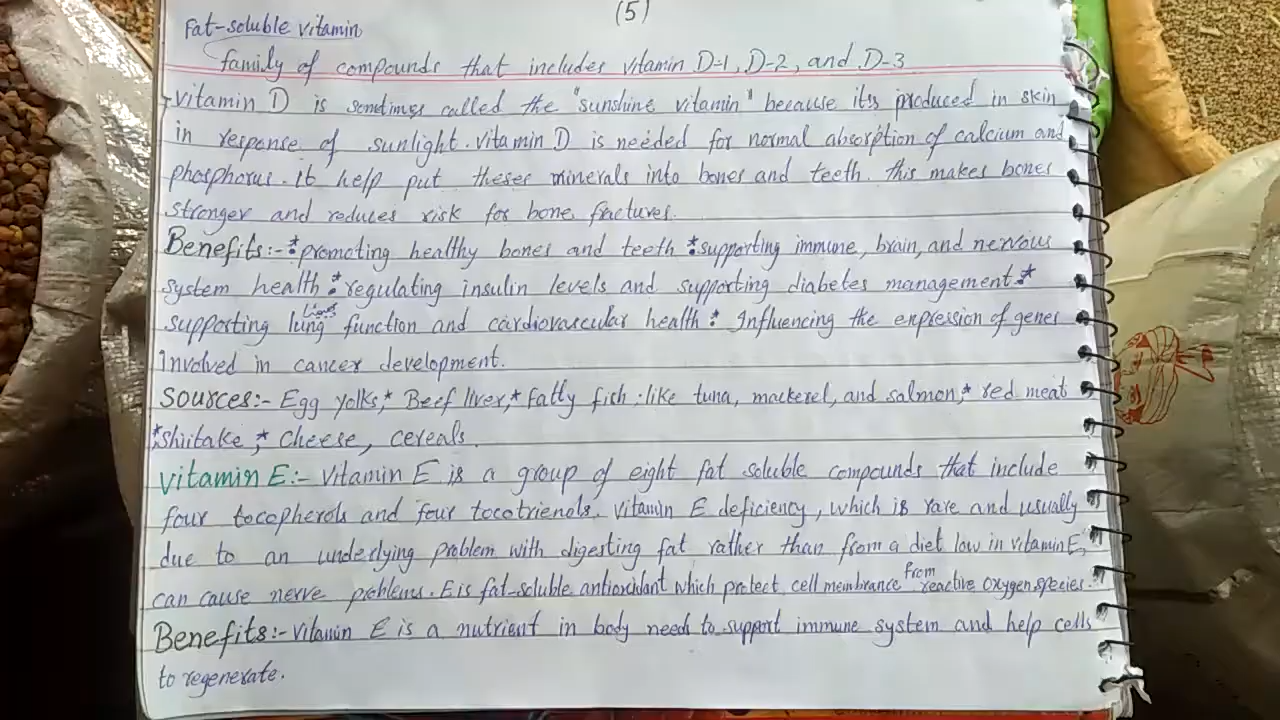 (5)
Fat-soluble vitamin
family of compounds that includes vitamin D-1, D-2, and D-3
vitamin D is sometimes called the "sunshine vitamin" because its produced in skin
in response of sunlight. vitamin D is needed for normal absorption of calcium and
phosphorus. it help put theses minerals into bones and teeth. this makes bones
stronger and reduces risk for bone fractures.
Benefits:- * promoting healthy bones and teeth * supporting immune, brain, and nervous
system health * regulating insulin levels and supporting diabetes management *
supporting lung function and cardiovascular health * Influencing the expression of genes
involved in cancer development.
Sources:- Egg yolks, * Beef liver, * fatty fish ; like tuna, mackerel, and salmon, * red meat
* shiitake, * cheese, cereals.
vitamin E:- vitamin E is a group of eight fat soluble compounds that include
four tocopherols and four tocotrienols. vitamin E deficiency, which is rare and usually
due to an underlying problem with digesting fat rather than from a diet low in vitamin E,
can cause nerve problems. E is fat-soluble antioxidant which protect cell membrane from reactive oxygen species.
Benefits:- vitamin E is a nutrient in body needs to support immune system and help cells
to regenerate.